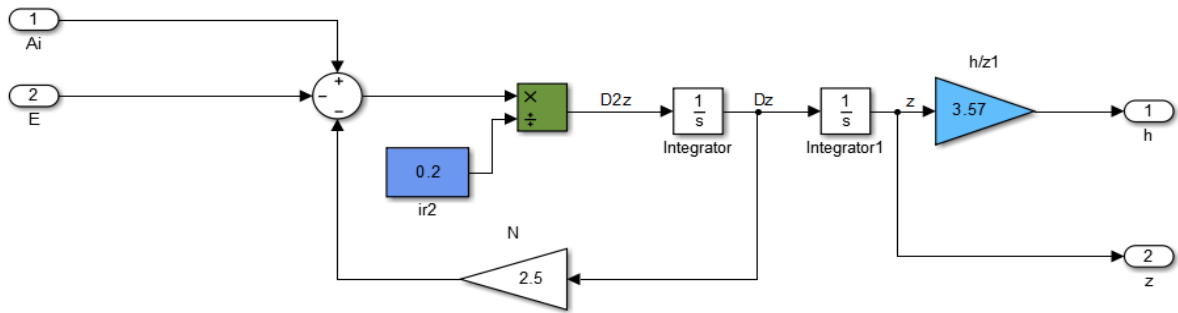 1
Ai
2
E
+
−
−
×
÷
0.2
ir2
D2z
1
s
Integrator
Dz
1
s
Integrator1
z
h/z1
3.57
1
h
2
z
N
2.5